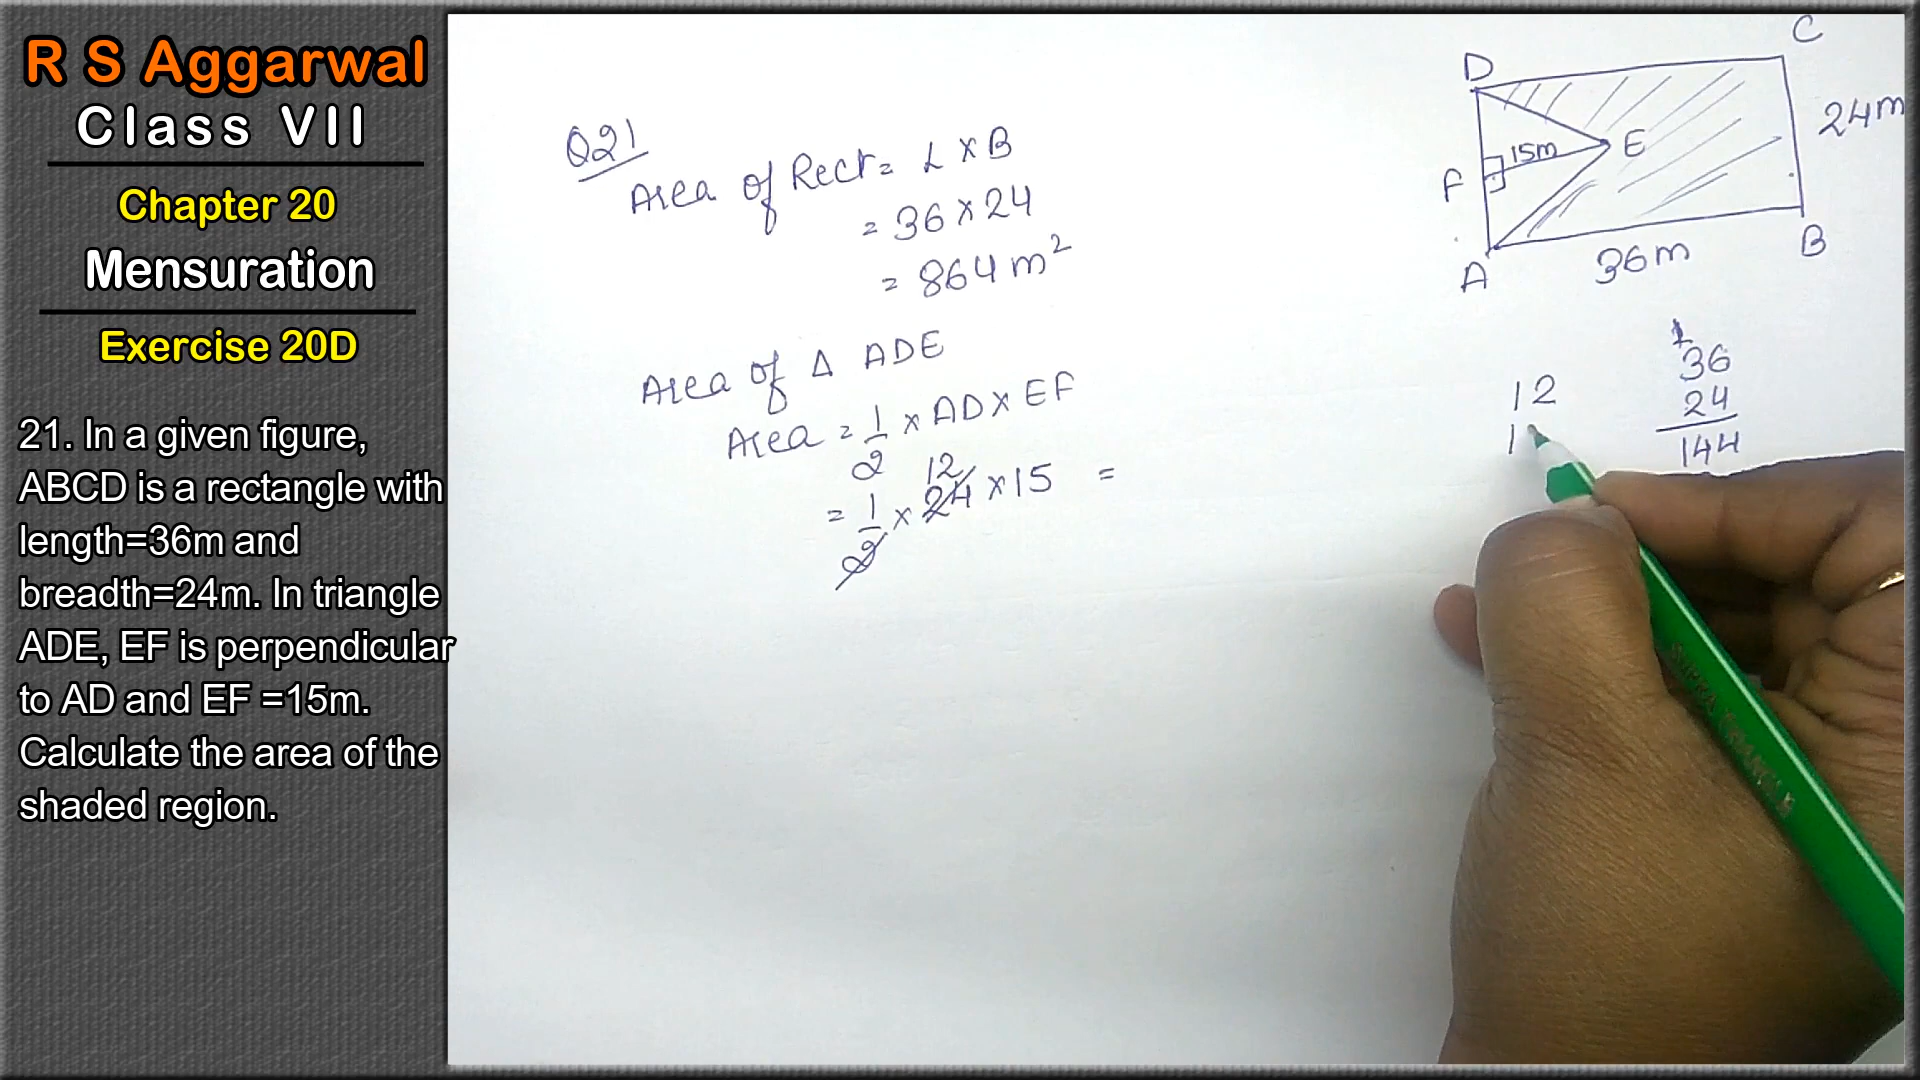 R S Aggarwal
Class VII
Chapter 20
Mensuration
Exercise 20D
21. In a given figure,
ABCD is a rectangle with
length=36m and
breadth=24m. In triangle
ADE, EF is perpendicular
to AD and EF =15m.
Calculate the area of the
shaded region.
Q21
Area of Rect = L × B
= 36 × 24
= 864 m²
Area of Δ ADE
Area = 1/2 × AD × EF
12
= 1/2 × 24 × 15 =
D
C
24m
15m
E
F
A
36m
B
12
1
1
36
24
144